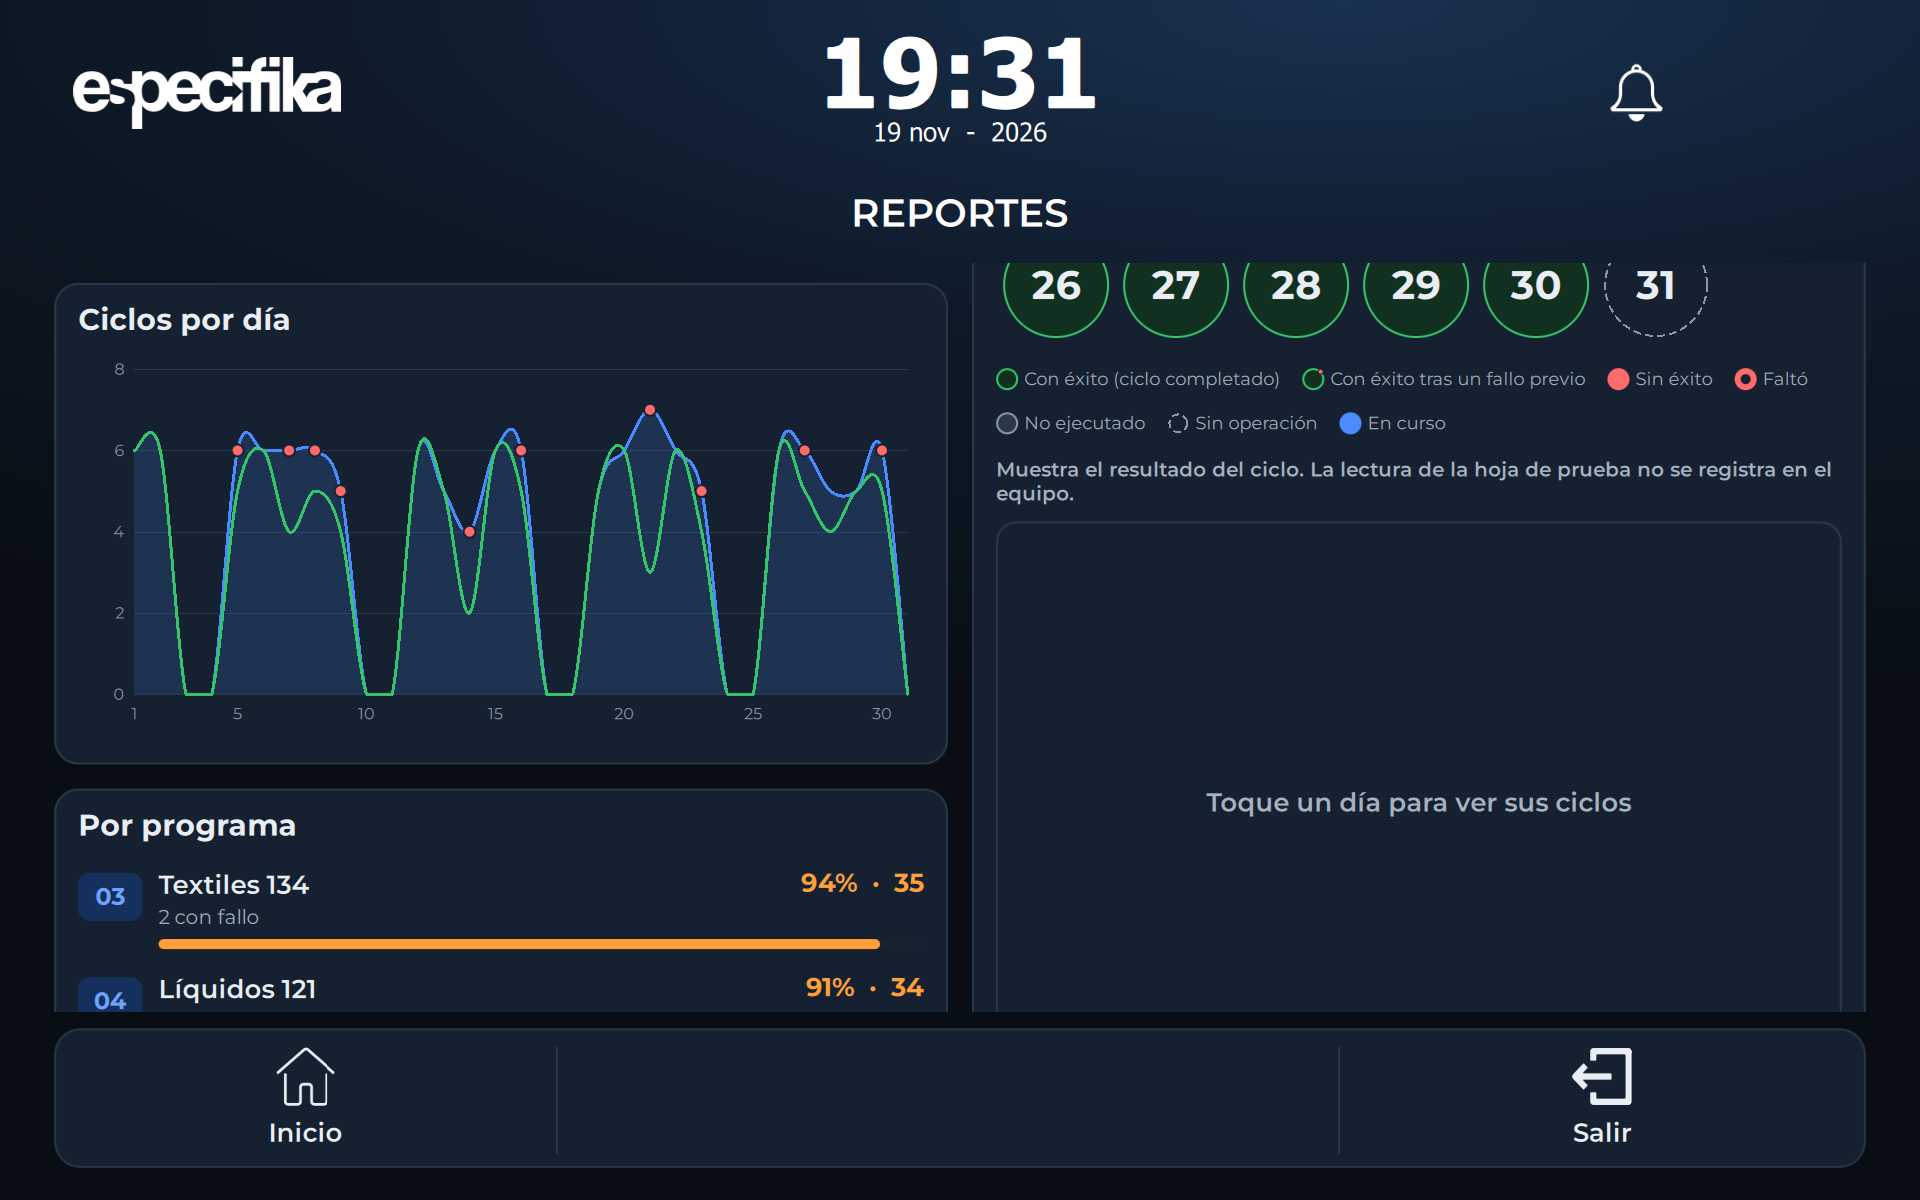 especifika
19:31
19 nov - 2026
REPORTES
Ciclos por día
8
6
4
2
0
1 5 10 15 20 25 30
Por programa
03 Textiles 134 94% · 35
2 con fallo
04 Líquidos 121 91% · 34
26 27 28 29 30 31
Con éxito (ciclo completado) Con éxito tras un fallo previo Sin éxito Faltó
No ejecutado Sin operación En curso
Muestra el resultado del ciclo. La lectura de la hoja de prueba no se registra en el
equipo.
Toque un día para ver sus ciclos
Inicio
Salir